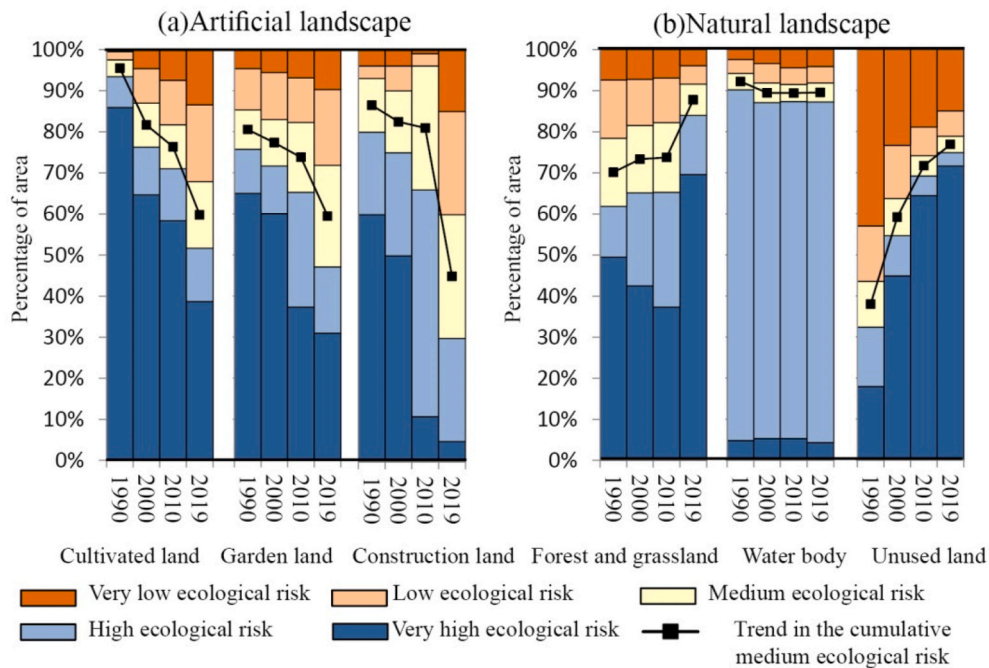 (a)Artificial landscape
(b)Natural landscape
Percentage of area
100%
90%
80%
70%
60%
50%
40%
30%
20%
10%
0%
Percentage of area
100%
90%
80%
70%
60%
50%
40%
30%
20%
10%
0%
1990 2000 2010 2019 1990 2000 2010 2019 1990 2000 2010 2019
1990 2000 2010 2019 1990 2000 2010 2019 1990 2000 2010 2019
Cultivated land Garden land Construction land Forest and grassland Water body Unused land
Very low ecological risk Low ecological risk Medium ecological risk
High ecological risk Very high ecological risk Trend in the cumulative
medium ecological risk